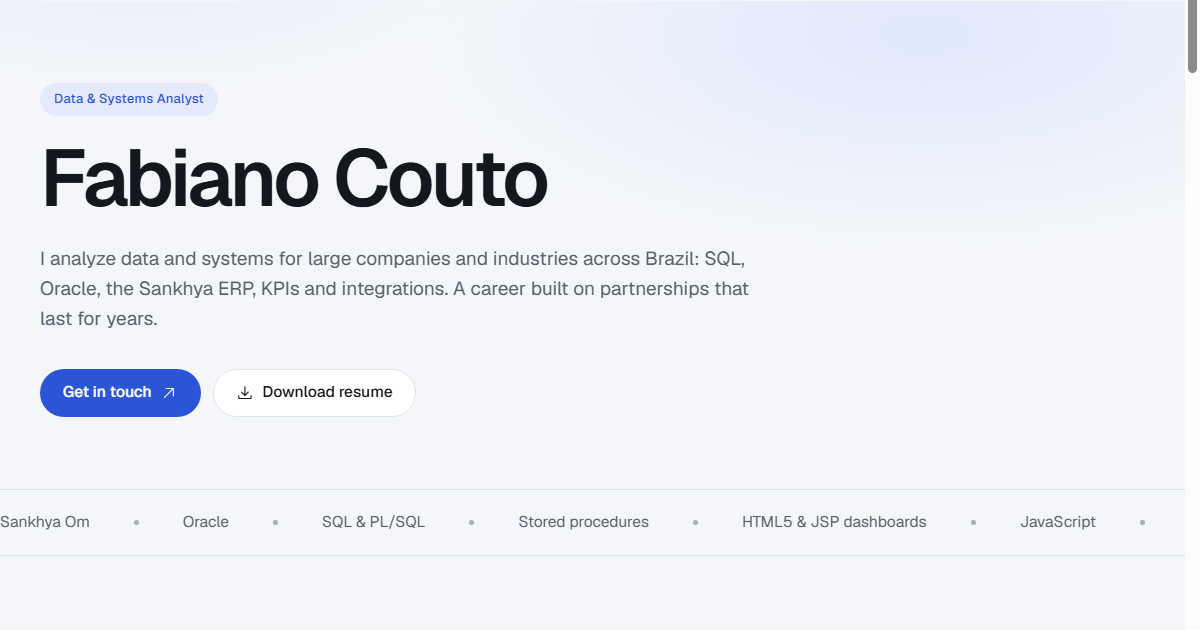 Data & Systems Analyst
Fabiano Couto
I analyze data and systems for large companies and industries across Brazil: SQL,
Oracle, the Sankhya ERP, KPIs and integrations. A career built on partnerships that
last for years.
Get in touch Download resume
Sankhya Om Oracle SQL & PL/SQL Stored procedures HTML5 & JSP dashboards JavaScript